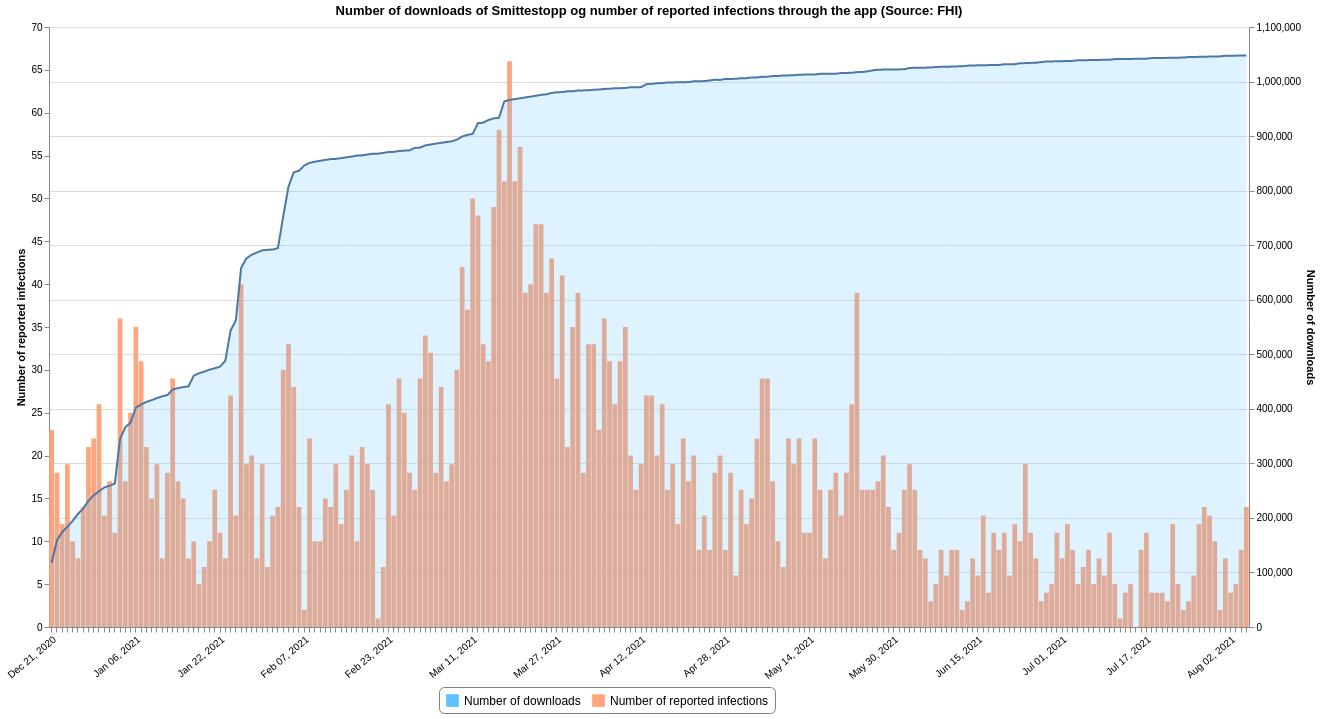 Number of downloads of Smittestopp og number of reported infections through the app (Source: FHI)
Number of reported infections
70
65
60
55
50
45
40
35
30
25
20
15
10
5
0
1,100,000
1,000,000
900,000
800,000
700,000
600,000
500,000
400,000
300,000
200,000
100,000
0
Number of downloads
Dec 21, 2020
Jan 06, 2021
Jan 22, 2021
Feb 07, 2021
Feb 23, 2021
Mar 11, 2021
Mar 27, 2021
Apr 12, 2021
Apr 28, 2021
May 14, 2021
May 30, 2021
Jun 15, 2021
Jul 01, 2021
Jul 17, 2021
Aug 02, 2021
Number of downloads
Number of reported infections